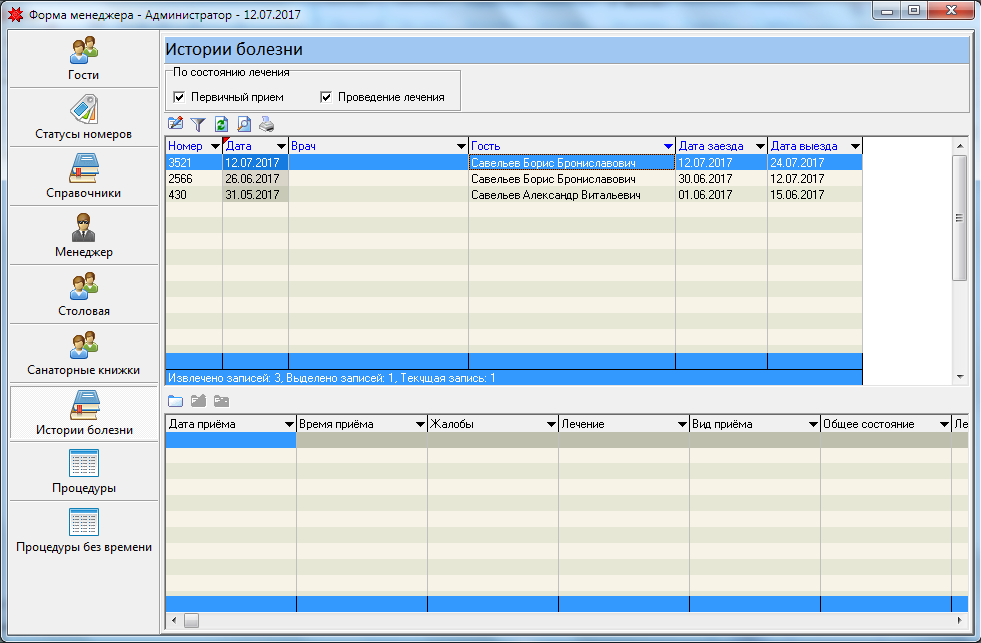 Форма менеджера - Администратор - 12.07.2017
Гости
Статусы номеров
Справочники
Менеджер
Столовая
Санаторные книжки
Истории болезни
Процедуры
Процедуры без времени
Истории болезни
По состоянию лечения
Первичный прием Проведение лечения
Номер Дата Врач Гость Дата заезда Дата выезда
3521 12.07.2017 Савельев Борис Брониславович 12.07.2017 24.07.2017
2566 26.06.2017 Савельев Борис Брониславович 30.06.2017 12.07.2017
430 31.05.2017 Савельев Александр Витальевич 01.06.2017 15.06.2017
Извлечено записей: 3, Выделено записей: 1, Текчщая запись: 1
Дата приёма Время приёма Жалобы Лечение Вид приёма Общее состояние Ле